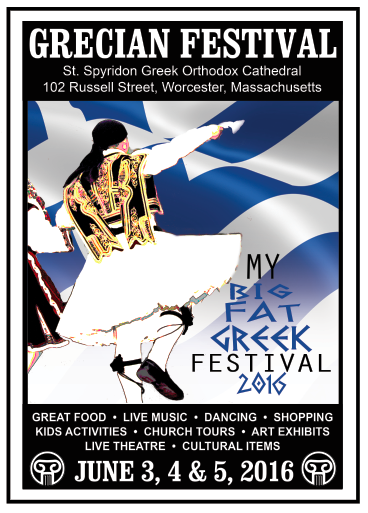 GRECIAN FESTIVAL
St. Spyridon Greek Orthodox Cathedral
102 Russell Street, Worcester, Massachusetts
MY
BIG
FAT
GREEK
FESTIVAL
2016
GREAT FOOD • LIVE MUSIC • DANCING • SHOPPING
KIDS ACTIVITIES • CHURCH TOURS • ART EXHIBITS
LIVE THEATRE • CULTURAL ITEMS
JUNE 3, 4 & 5, 2016